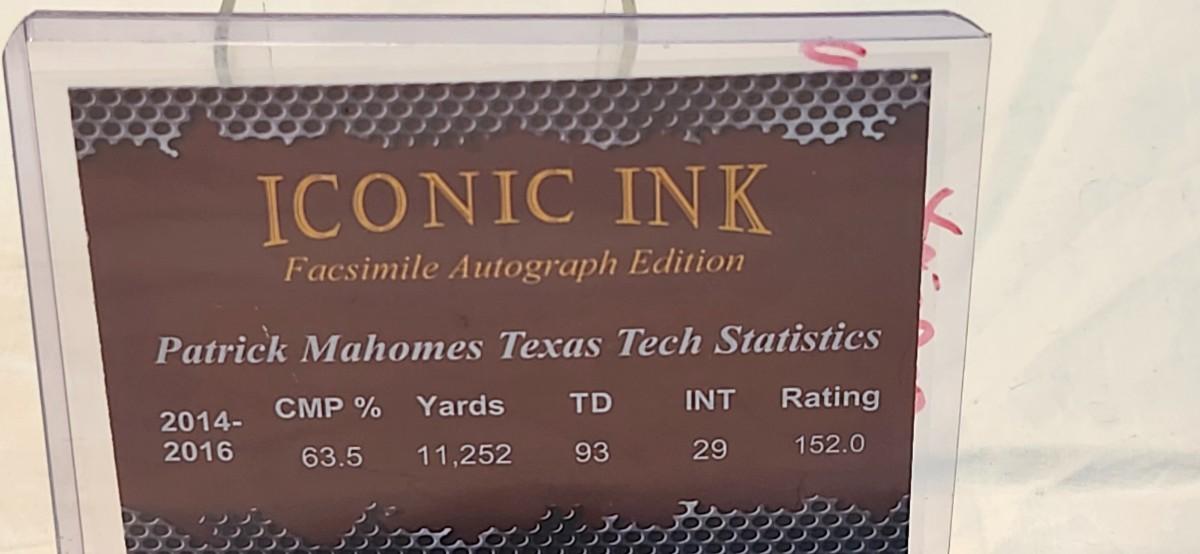 ICONIC INK
Facsimile Autograph Edition
Patrick Mahomes Texas Tech Statistics
2014-2016 CMP % Yards TD INT Rating
63.5 11,252 93 29 152.0